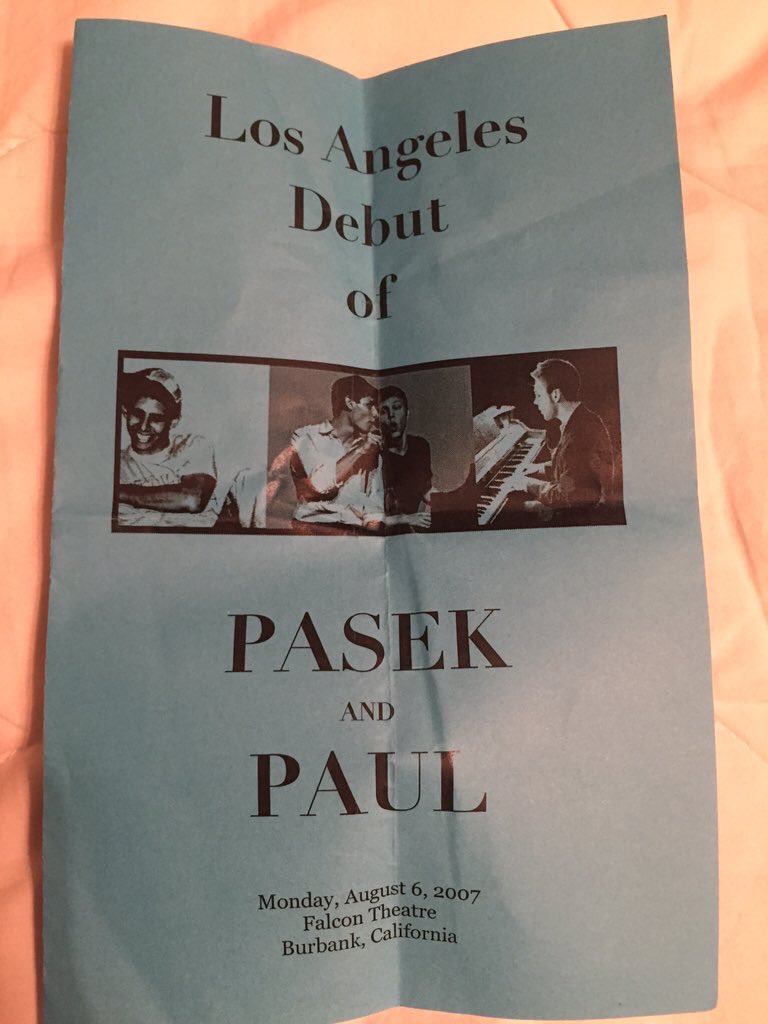 Los Angeles
Debut
of
PASEK
AND
PAUL
Monday, August 6, 2007
Falcon Theatre
Burbank, California